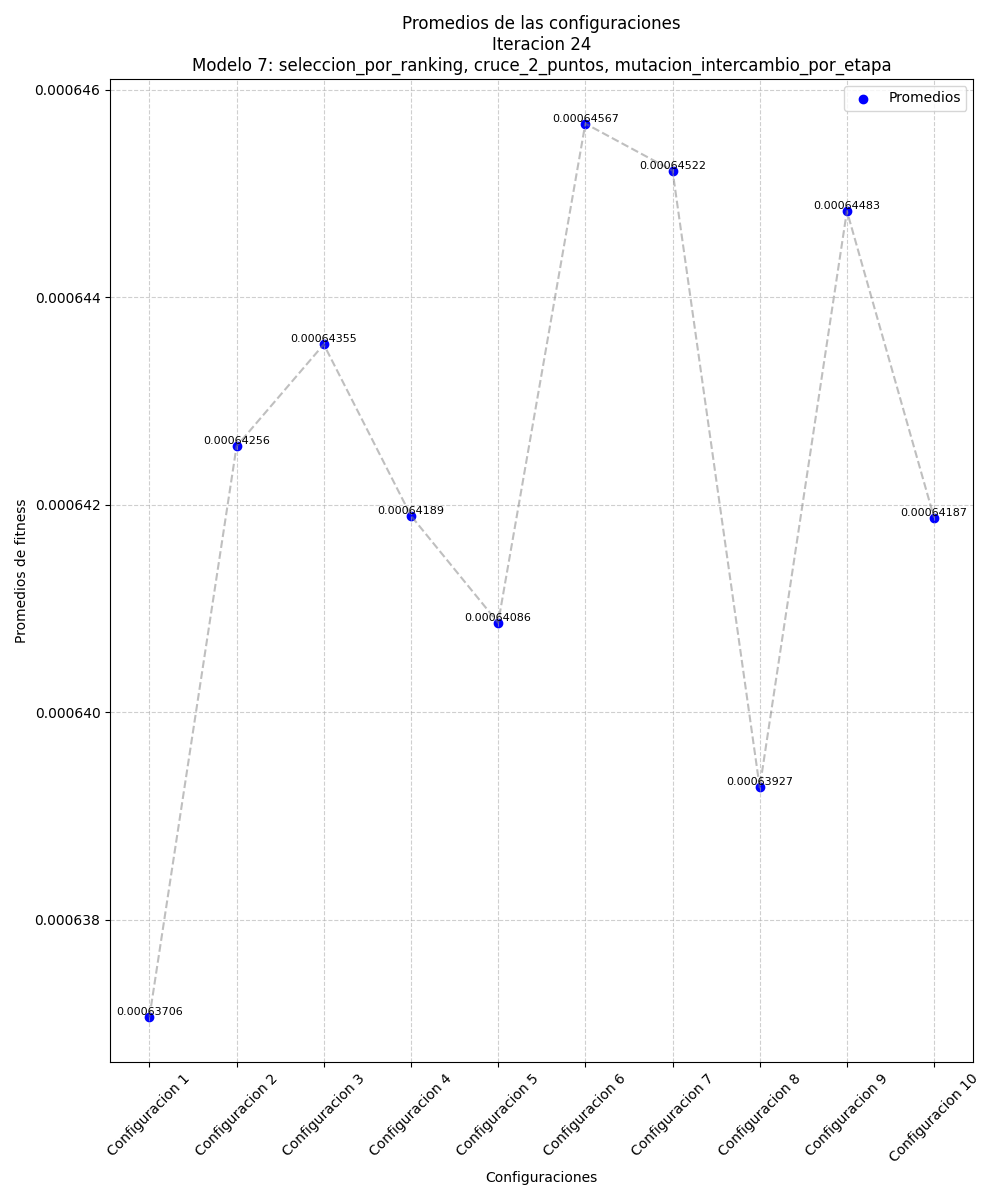 Promedios de las configuraciones
Iteracion 24
Modelo 7: seleccion_por_ranking, cruce_2_puntos, mutacion_intercambio_por_etapa
Promedios
0.000646
0.000644
0.000642
0.000640
0.000638
Promedios de fitness
0.00063706
0.00064256
0.00064355
0.00064189
0.00064086
0.00064567
0.00064522
0.00063927
0.00064483
0.00064187
Configuracion 1
Configuracion 2
Configuracion 3
Configuracion 4
Configuracion 5
Configuracion 6
Configuracion 7
Configuracion 8
Configuracion 9
Configuracion 10
Configuraciones